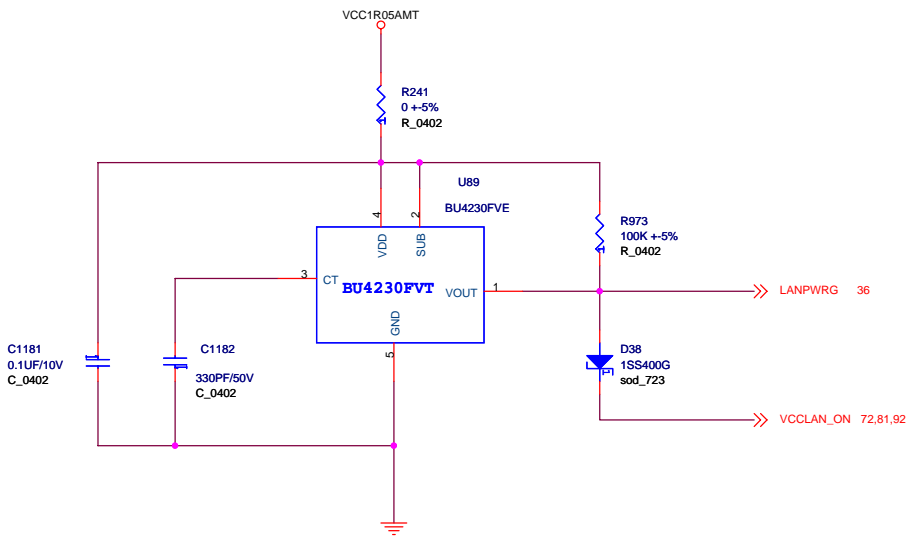 VCC1R05AMT
R241
0 +-5%
R_0402
U89
BU4230FVE
4
2
VDD
SUB
R973
100K +-5%
R_0402
3
CT
BU4230FVT
VOUT
1
LANPWRG 36
GND
5
C1181
0.1UF/10V
C_0402
C1182
330PF/50V
C_0402
D38
1SS400G
sod_723
VCCLAN_ON 72,81,92